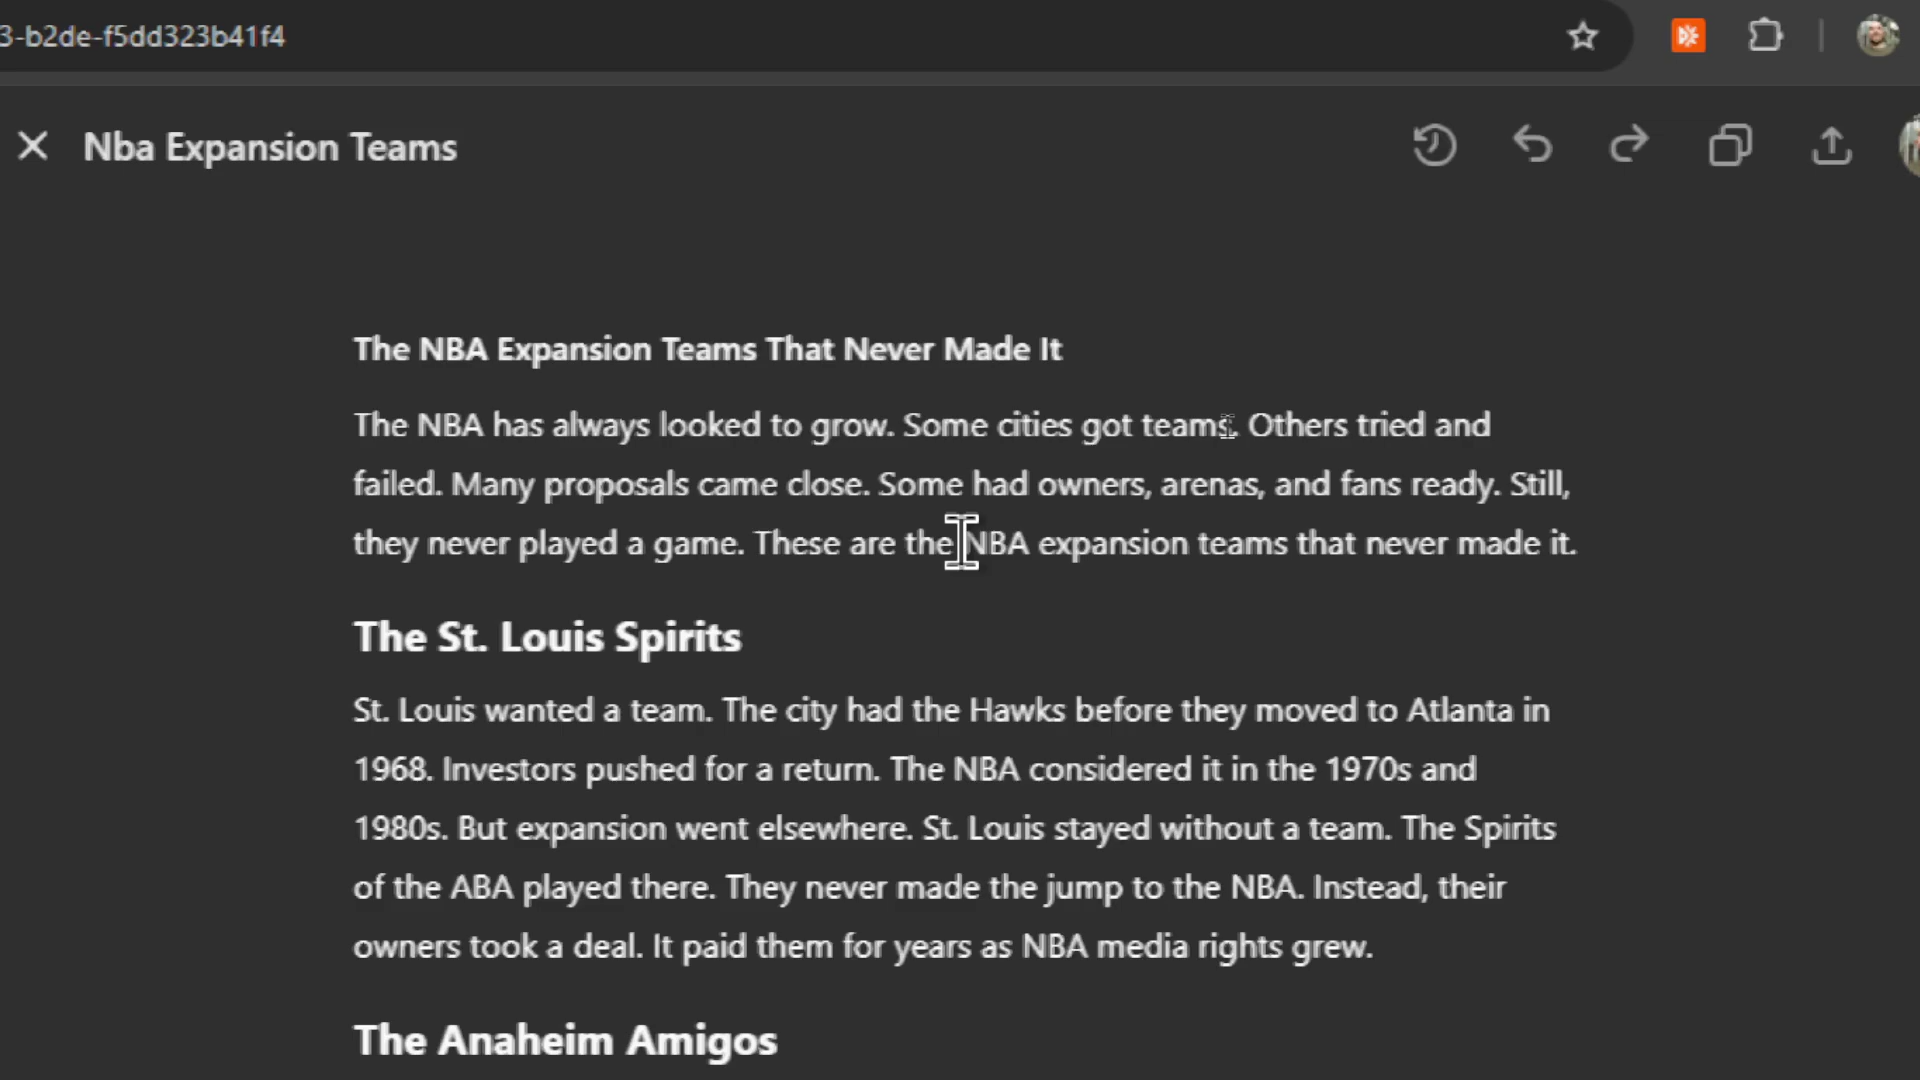 3-b2de-f5dd323b41f4
Nba Expansion Teams
The NBA Expansion Teams That Never Made It
The NBA has always looked to grow. Some cities got teams. Others tried and
failed. Many proposals came close. Some had owners, arenas, and fans ready. Still,
they never played a game. These are the NBA expansion teams that never made it.
The St. Louis Spirits
St. Louis wanted a team. The city had the Hawks before they moved to Atlanta in
1968. Investors pushed for a return. The NBA considered it in the 1970s and
1980s. But expansion went elsewhere. St. Louis stayed without a team. The Spirits
of the ABA played there. They never made the jump to the NBA. Instead, their
owners took a deal. It paid them for years as NBA media rights grew.
The Anaheim Amigos